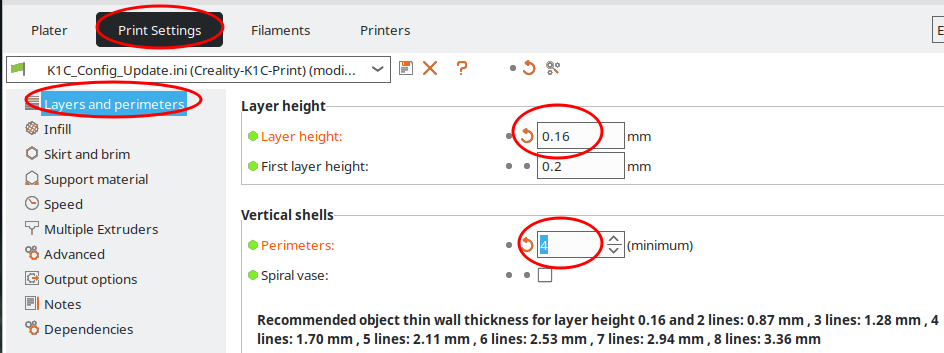 Plater Print Settings Filaments Printers E
K1C_Config_Update.ini (Creality-K1C-Print) (modi... ?
Layers and perimeters
Infill
Skirt and brim
Support material
Speed
Multiple Extruders
Advanced
Output options
Notes
Dependencies
Layer height
Layer height: 0.16 mm
First layer height: 0.2 mm
Vertical shells
Perimeters: 4 (minimum)
Spiral vase:
Recommended object thin wall thickness for layer height 0.16 and 2 lines: 0.87 mm , 3 lines: 1.28 mm , 4
lines: 1.70 mm , 5 lines: 2.11 mm , 6 lines: 2.53 mm , 7 lines: 2.94 mm , 8 lines: 3.36 mm